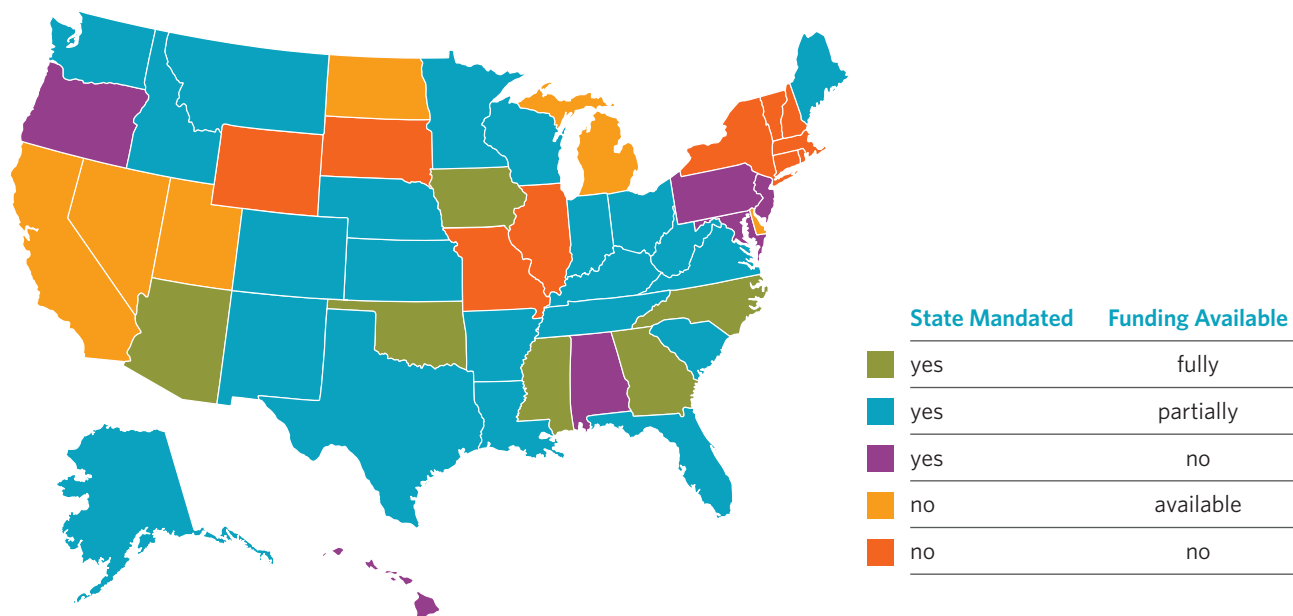 State Mandated Funding Available
yes fully
yes partially
yes no
no available
no no